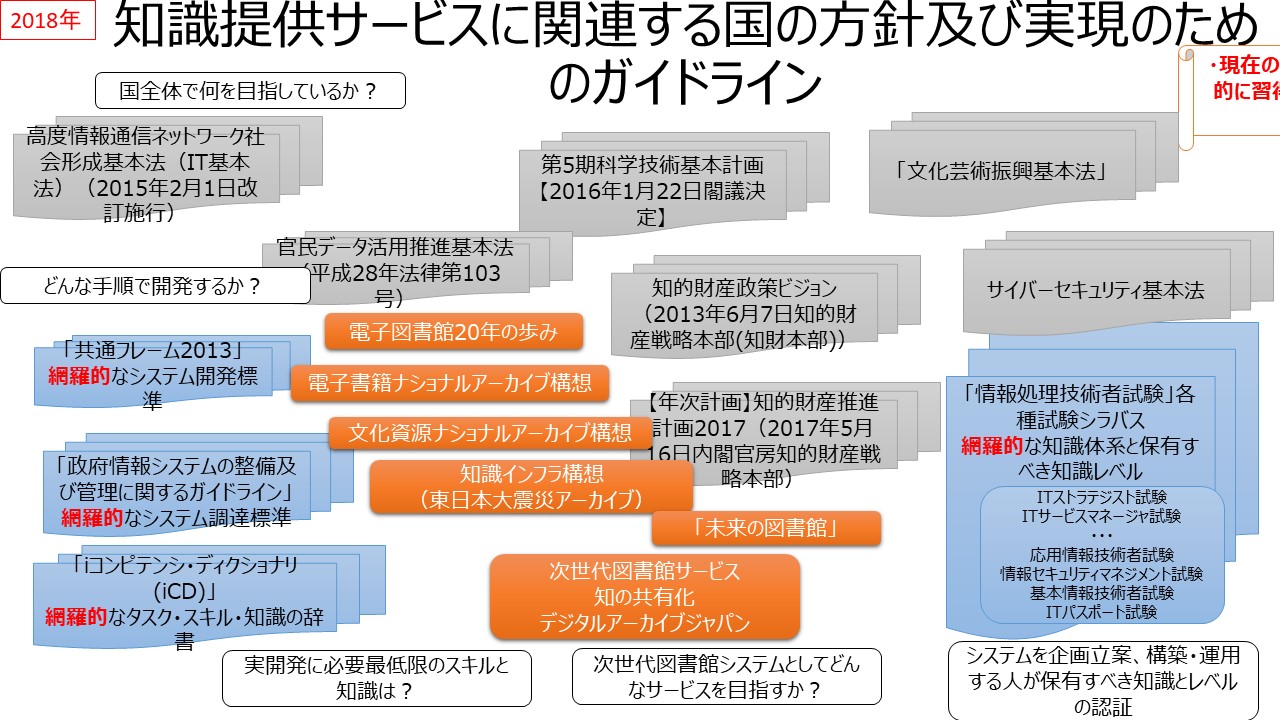 2018年
知識提供サービスに関連する国の方針及び実現のため
のガイドライン
・現在の
的に習得
国全体で何を目指しているか？
高度情報通信ネットワーク社
会形成基本法（IT基本
法）（2015年2月1日改
訂施行）
第5期科学技術基本計画
【2016年1月22日閣議決
定】
「文化芸術振興基本法」
官民データ活用推進基本法
（平成28年法律第103
号）
どんな手順で開発するか？
知的財産政策ビジョン
（2013年6月7日知的財
産戦略本部(知財本部)）
サイバーセキュリティ基本法
電子図書館20年の歩み
「共通フレーム2013」
網羅的なシステム開発標
準
電子書籍ナショナルアーカイブ構想
【年次計画】知的財産推進
計画2017（2017年5月
16日内閣官房知的財産戦
略本部）
文化資源ナショナルアーカイブ構想
知識インフラ構想
（東日本大震災アーカイブ）
「未来の図書館」
「政府情報システムの整備及
び管理に関するガイドライン」
網羅的なシステム調達標準
「情報処理技術者試験」各
種試験シラバス
網羅的な知識体系と保有す
べき知識レベル
ITストラテジスト試験
ITサービスマネージャ試験
・・・
応用情報技術者試験
情報セキュリティマネジメント試験
基本情報技術者試験
ITパスポート試験
「iコンピテンシ・ディクショナリ
(iCD)」
網羅的なタスク・スキル・知識の辞
書
次世代図書館サービス
知の共有化
デジタルアーカイブジャパン
実開発に必要最低限のスキルと
知識は？
次世代図書館システムとしてどん
なサービスを目指すか？
システムを企画立案、構築・運用
する人が保有すべき知識とレベル
の認証